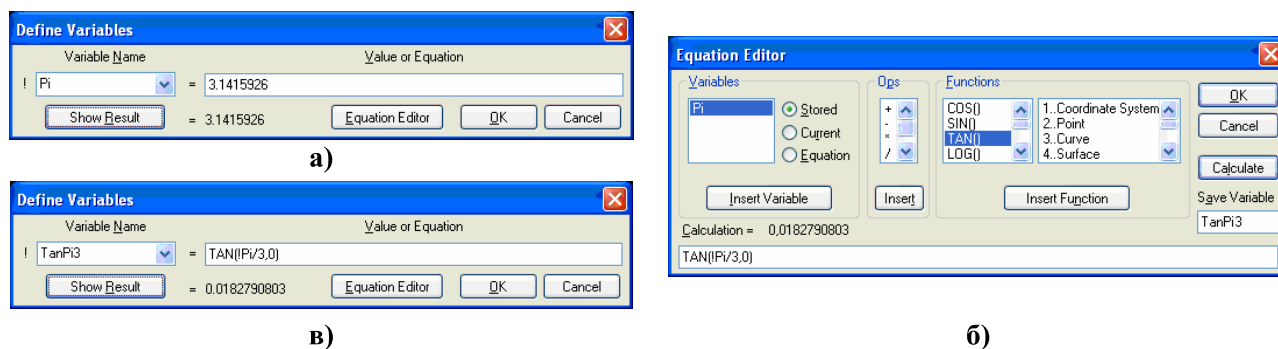 Define Variables
Variable Name Value or Equation
! Pi = 3.1415926
Show Result = 3.1415926 Equation Editor OK Cancel
а)
Define Variables
Variable Name Value or Equation
! TanPi3 = TAN(!Pi/3,0)
Show Result = 0.0182790803 Equation Editor OK Cancel
в)
Equation Editor
Variables Ops Functions
Pi Stored + COS() 1..Coordinate System OK
Current - SIN() 2..Point Cancel
Equation × TAN() 3..Curve
/ LOG() 4..Surface Calculate
Insert Variable Insert Insert Function Save Variable
Calculation = 0,0182790803 TanPi3
TAN(!Pi/3,0)
б)